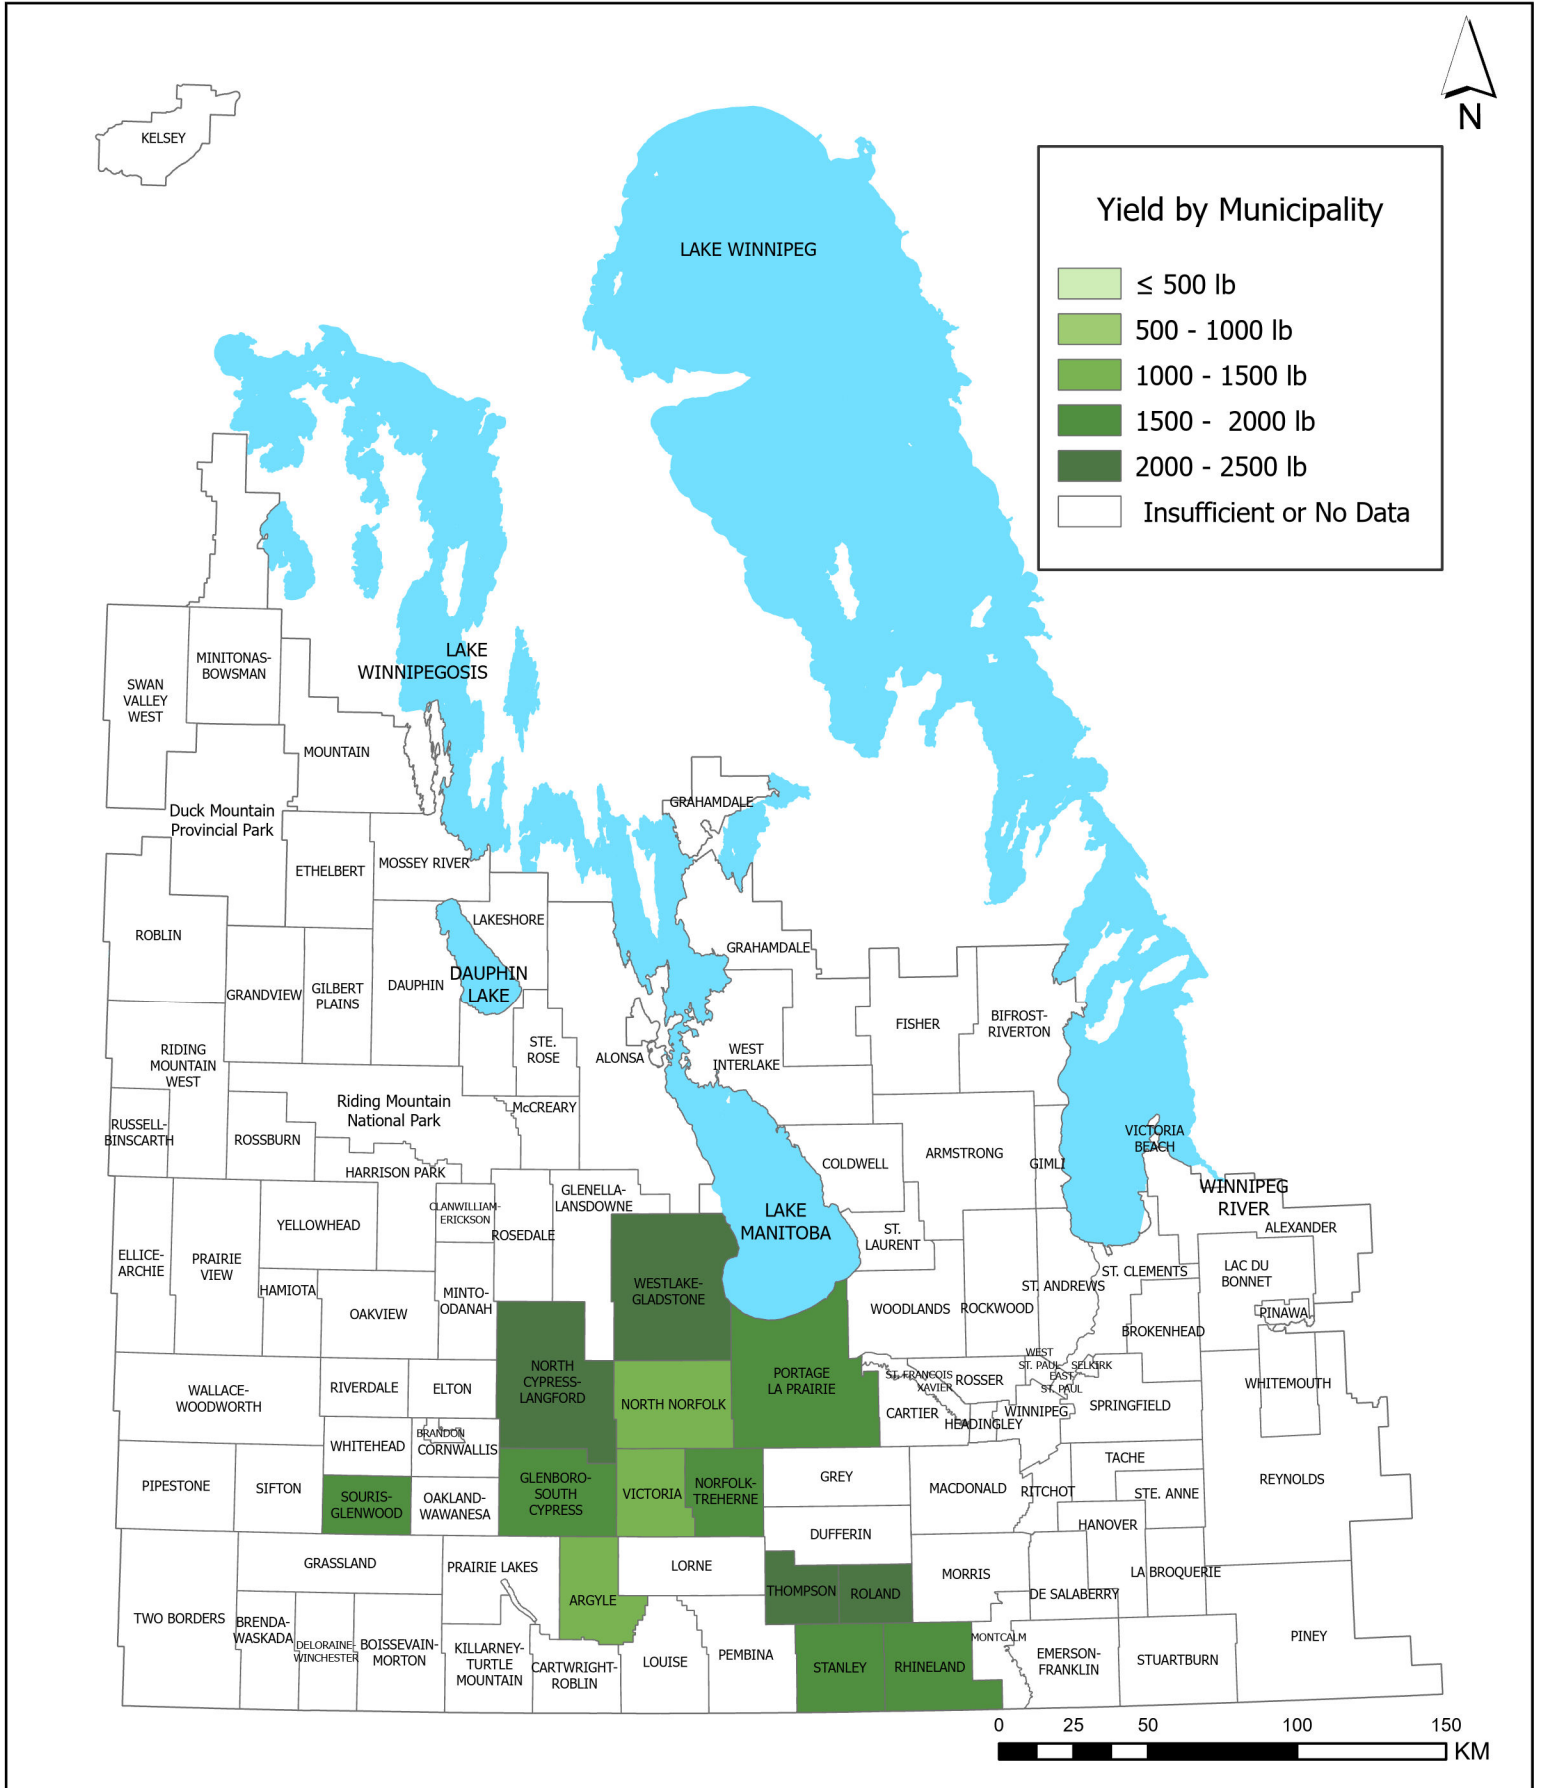 N
KELSEY
LAKE WINNIPEG
Yield by Municipality
≤ 500 lb
500 - 1000 lb
1000 - 1500 lb
1500 - 2000 lb
2000 - 2500 lb
Insufficient or No Data
LAKE
WINNIPEGOSIS
MINITONAS-
BOWSMAN
SWAN
VALLEY
WEST
MOUNTAIN
Duck Mountain
Provincial Park
GRAHAMDALE
ETHELBERT
MOSSEY RIVER
LAKESHORE
ROBLIN
GRAHAMDALE
DAUPHIN
LAKE
GRANDVIEW
GILBERT
PLAINS
DAUPHIN
FISHER
BIFROST-
RIVERTON
STE.
ROSE
ALONSA
WEST
INTERLAKE
RIDING
MOUNTAIN
WEST
Riding Mountain
National Park
McCREARY
RUSSELL-
BINSCARTH
ROSSBURN
VICTORIA
BEACH
ARMSTRONG
COLDWELL
GIMLI
HARRISON PARK
GLENELLA-
LANSDOWNE
WINNIPEG
RIVER
CLANWILLIAM-
ERICKSON
YELLOWHEAD
ROSEDALE
LAKE
MANITOBA
ST.
LAURENT
ALEXANDER
ELLICE-
ARCHIE
PRAIRIE
VIEW
HAMIOTA
MINTO-
ODANAH
OAKVIEW
WESTLAKE-
GLADSTONE
WOODLANDS
ROCKWOOD
ST. ANDREWS
ST. CLEMENTS
LAC DU
BONNET
PINAWA
BROKENHEAD
WALLACE-
WOODWORTH
RIVERDALE
ELTON
NORTH
CYPRESS-
LANGFORD
NORTH NORFOLK
PORTAGE
LA PRAIRIE
ST. FRANCOIS
XAVIER
ROSSER
WEST
ST. PAUL
SELKIRK
EAST
ST. PAUL
WHITEMOUTH
CARTIER
HEADINGLEY
WINNIPEG
SPRINGFIELD
WHITEHEAD
BRANDON
CORNWALLIS
PIPESTONE
SIFTON
SOURIS-
GLENWOOD
OAKLAND-
WAWANESA
GLENBORO-
SOUTH
CYPRESS
VICTORIA
NORFOLK-
TREHERNE
GREY
MACDONALD
RITCHOT
TACHE
STE. ANNE
REYNOLDS
HANOVER
DUFFERIN
GRASSLAND
PRAIRIE LAKES
LORNE
ARGYLE
THOMPSON
ROLAND
MORRIS
DE SALABERRY
LA BROQUERIE
TWO BORDERS
BRENDA-
WASKADA
DELORAINE-
WINCHESTER
BOISSEVAIN-
MORTON
KILLARNEY-
TURTLE
MOUNTAIN
CARTWRIGHT-
ROBLIN
LOUISE
PEMBINA
STANLEY
RHINELAND
MONTCALM
EMERSON-
FRANKLIN
STUARTBURN
PINEY
0 25 50 100 150
KM